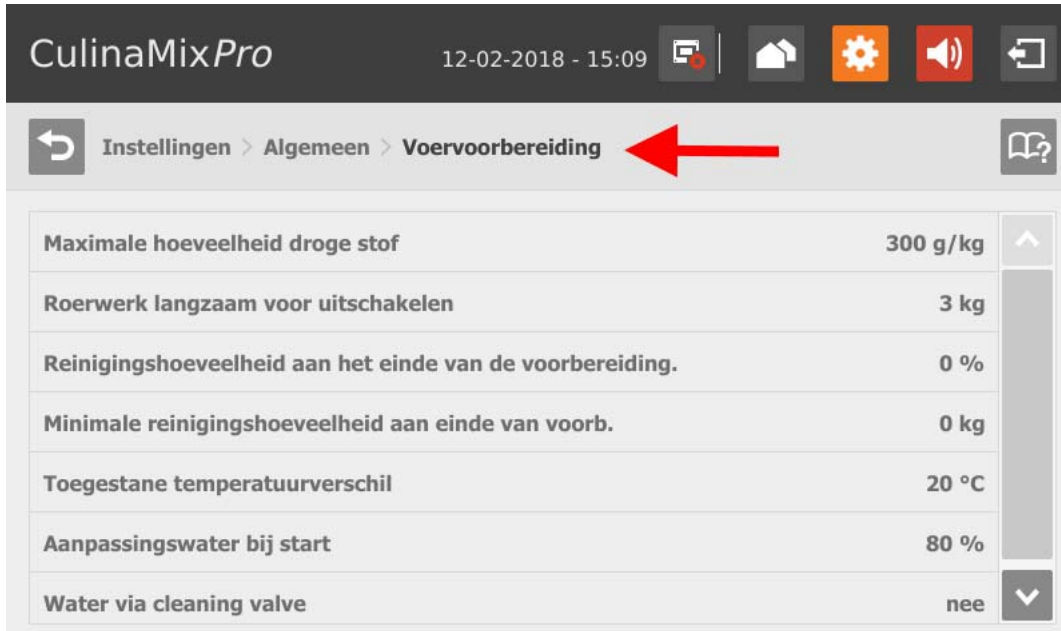 CulinaMixPro 12-02-2018 - 15:09
Instellingen > Algemeen > Voervoorbereiding
Maximale hoeveelheid droge stof 300 g/kg
Roerwerk langzaam voor uitschakelen 3 kg
Reinigingshoeveelheid aan het einde van de voorbereiding. 0 %
Minimale reinigingshoeveelheid aan einde van voorb. 0 kg
Toegestane temperatuurverschil 20 °C
Aanpassingswater bij start 80 %
Water via cleaning valve nee